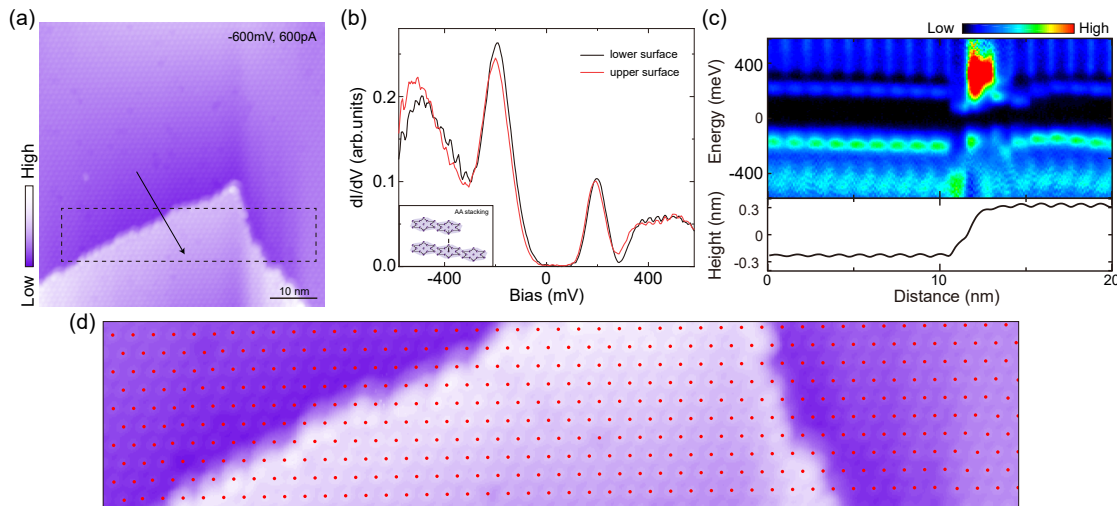 (a)
-600mV, 600pA
High
Low
10 nm
(b)
dI/dV (arb.units)
0.2
0.1
0.0
lower surface
upper surface
AA stacking
-400
0
400
Bias (mV)
(c)
Low
High
Energy (meV)
400
0
-400
Height (nm)
0.3
0
-0.3
0
5
10
15
20
Distance (nm)
(d)